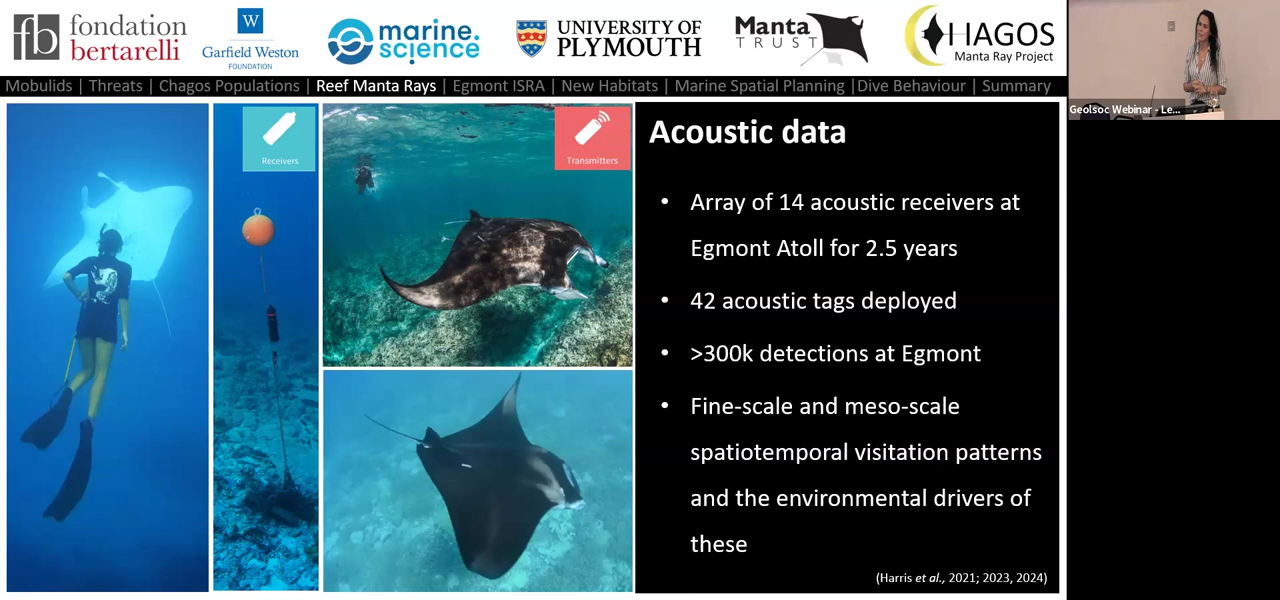 fb fondation bertarelli
W
Garfield Weston
FOUNDATION
marine.
science
UNIVERSITY OF
PLYMOUTH
Manta
TRUST
CHAGOS
Manta Ray Project
Mobulids | Threats | Chagos Populations | Reef Manta Rays | Egmont ISRA | New Habitats | Marine Spatial Planning |Dive Behaviour | Summary
Geolsoc Webinar - Le...
Receivers
Transmitters
Acoustic data
• Array of 14 acoustic receivers at
Egmont Atoll for 2.5 years
• 42 acoustic tags deployed
• >300k detections at Egmont
• Fine-scale and meso-scale
spatiotemporal visitation patterns
and the environmental drivers of
these
(Harris et al., 2021; 2023, 2024)